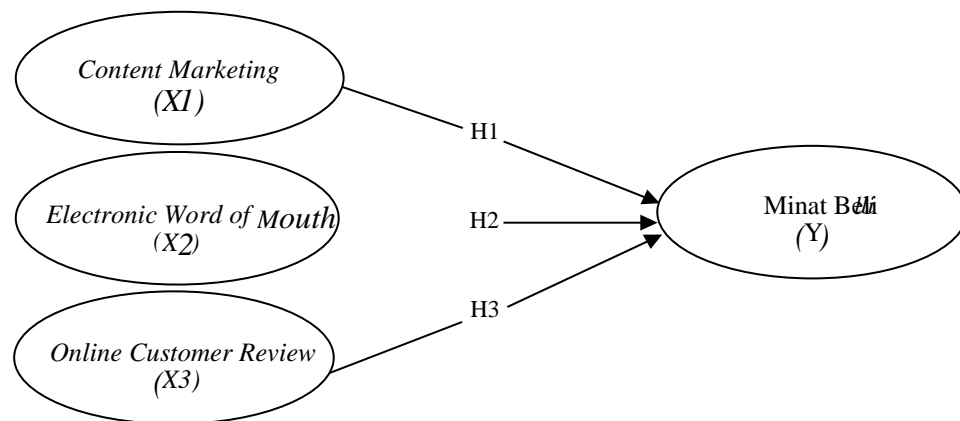 Content Marketing
(X1)
H1
Electronic Word of Mouth
(X2)
H2
Minat Beli
(Y)
Online Customer Review
(X3)
H3